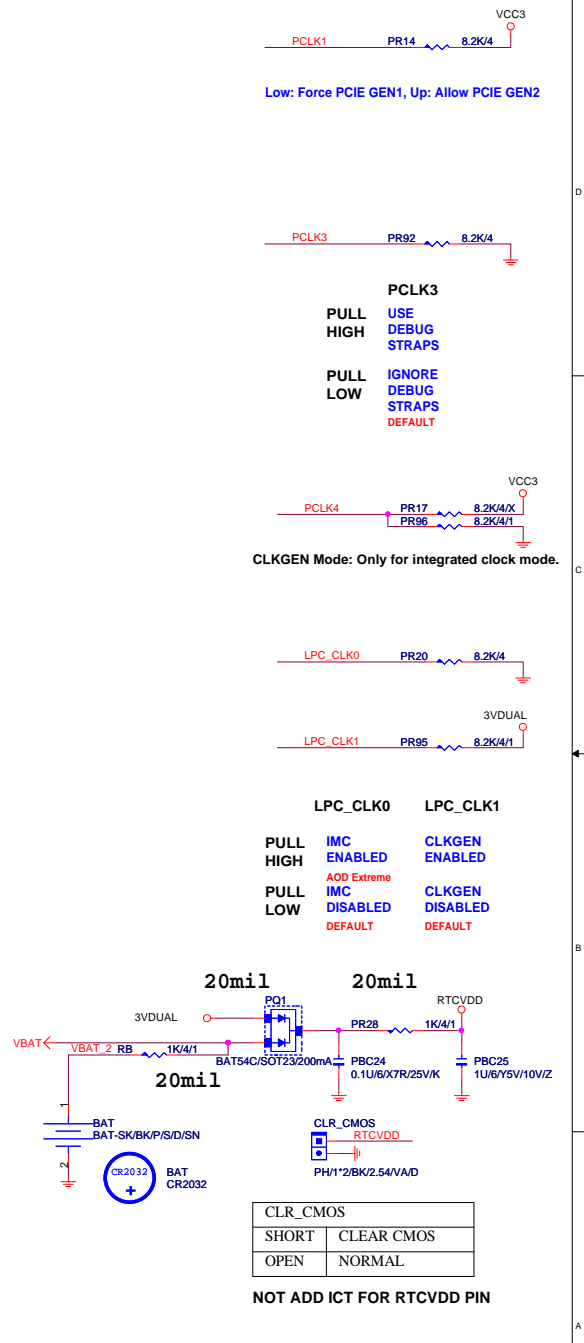 VCC3
PCLK1 PR14 8.2K/4
Low: Force PCIE GEN1, Up: Allow PCIE GEN2
D
PCLK3 PR92 8.2K/4
PCLK3
PULL HIGH USE DEBUG STRAPS
PULL LOW IGNORE DEBUG STRAPS
DEFAULT
VCC3
PCLK4 PR17 8.2K/4/X
PR96 8.2K/4/1
CLKGEN Mode: Only for integrated clock mode.
C
LPC_CLK0 PR20 8.2K/4
3VDUAL
LPC_CLK1 PR95 8.2K/4/1
LPC_CLK0 LPC_CLK1
PULL IMC CLKGEN
HIGH ENABLED ENABLED
AOD Extreme
PULL IMC CLKGEN
LOW DISABLED DISABLED
DEFAULT DEFAULT
B
20mil 20mil
PQ1 RTCVDD
3VDUAL
PR28 1K/4/1
VBAT VBAT_2 RB 1K/4/1
BAT54C/SOT23/200mA
PBC24
0.1U/6/X7R/25V/K
PBC25
1U/6/Y5V/10V/Z
20mil
1
BAT
BAT-SK/BK/P/S/D/SN
2
CR2032
+
BAT
CR2032
CLR_CMOS
RTCVDD
PH/1*2/BK/2.54/VA/D
CLR_CMOS
SHORT CLEAR CMOS
OPEN NORMAL
NOT ADD ICT FOR RTCVDD PIN
A